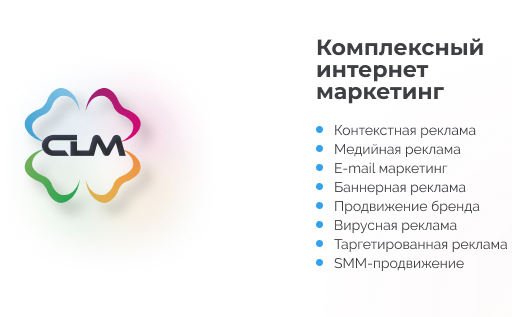 CLM
Комплексный
интернет
маркетинг
Контекстная реклама
Медийная реклама
E-mail маркетинг
Баннерная реклама
Продвижение бренда
Вирусная реклама
Таргетированная реклама
SMM-продвижение